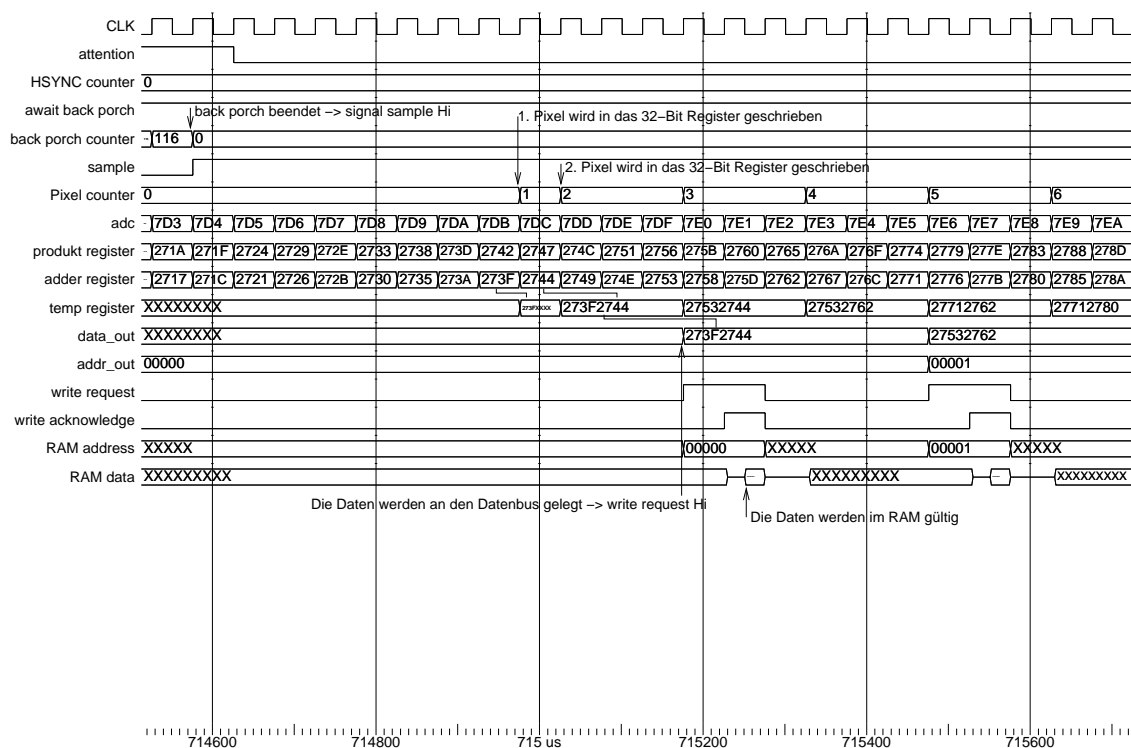 CLK
attention
HSYNC counter 0
await back porch back porch beendet −> signal sample Hi 1. Pixel wird in das 32−Bit Register geschrieben
back porch counter 116 0
sample 2. Pixel wird in das 32−Bit Register geschrieben
Pixel counter 0 1 2 3 4 5 6
adc 7D3 7D4 7D5 7D6 7D7 7D8 7D9 7DA 7DB 7DC 7DD 7DE 7DF 7E0 7E1 7E2 7E3 7E4 7E5 7E6 7E7 7E8 7E9 7EA
produkt register 271A 271F 2724 2729 272E 2733 2738 273D 2742 2747 274C 2751 2756 275B 2760 2765 276A 276F 2774 2779 277E 2783 2788 278D
adder register 2717 271C 2721 2726 272B 2730 2735 273A 273F 2744 2749 274E 2753 2758 275D 2762 2767 276C 2771 2776 277B 2780 2785 278A
temp register XXXXXXXX 273FXXXX 273F2744 27532744 27532762 27712762 27712780
data_out XXXXXXXX 273F2744 27532762
addr_out 00000 00001
write request
write acknowledge
RAM address XXXXX 00000 XXXXX 00001 XXXXX
RAM data XXXXXXXXX XXXXXXXXX XXXXXXXXX
Die Daten werden an den Datenbus gelegt −> write request Hi
Die Daten werden im RAM gültig
714600 714800 715 us 715200 715400 715600